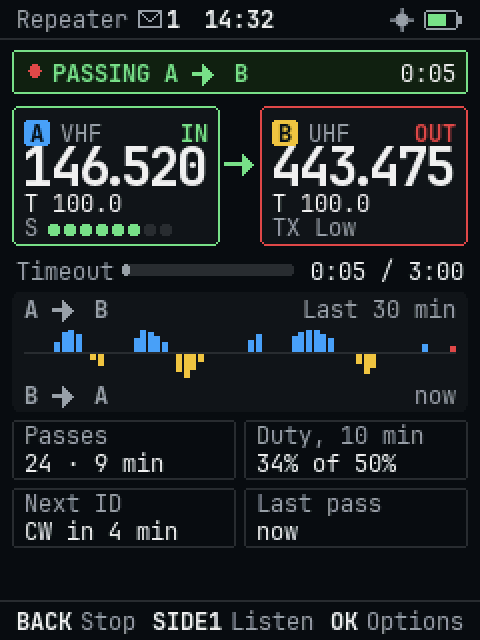 Repeater 1 14:32
PASSING A → B 0:05
A VHF IN
146.520
T 100.0
S
B UHF OUT
443.475
T 100.0
TX Low
Timeout 0:05 / 3:00
A → B Last 30 min
B → A now
Passes
24 · 9 min
Duty, 10 min
34% of 50%
Next ID
CW in 4 min
Last pass
now
BACK Stop SIDE1 Listen OK Options